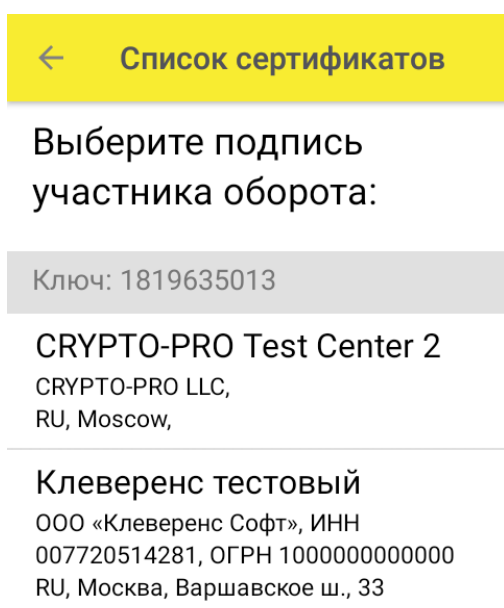 Список сертификатов
Выберите подпись
участника оборота:
Ключ: 1819635013
CRYPTO-PRO Test Center 2
CRYPTO-PRO LLC,
RU, Moscow,
Клеверенс тестовый
ООО «Клеверенс Софт», ИНН
007720514281, ОГРН 1000000000000
RU, Москва, Варшавское ш., 33